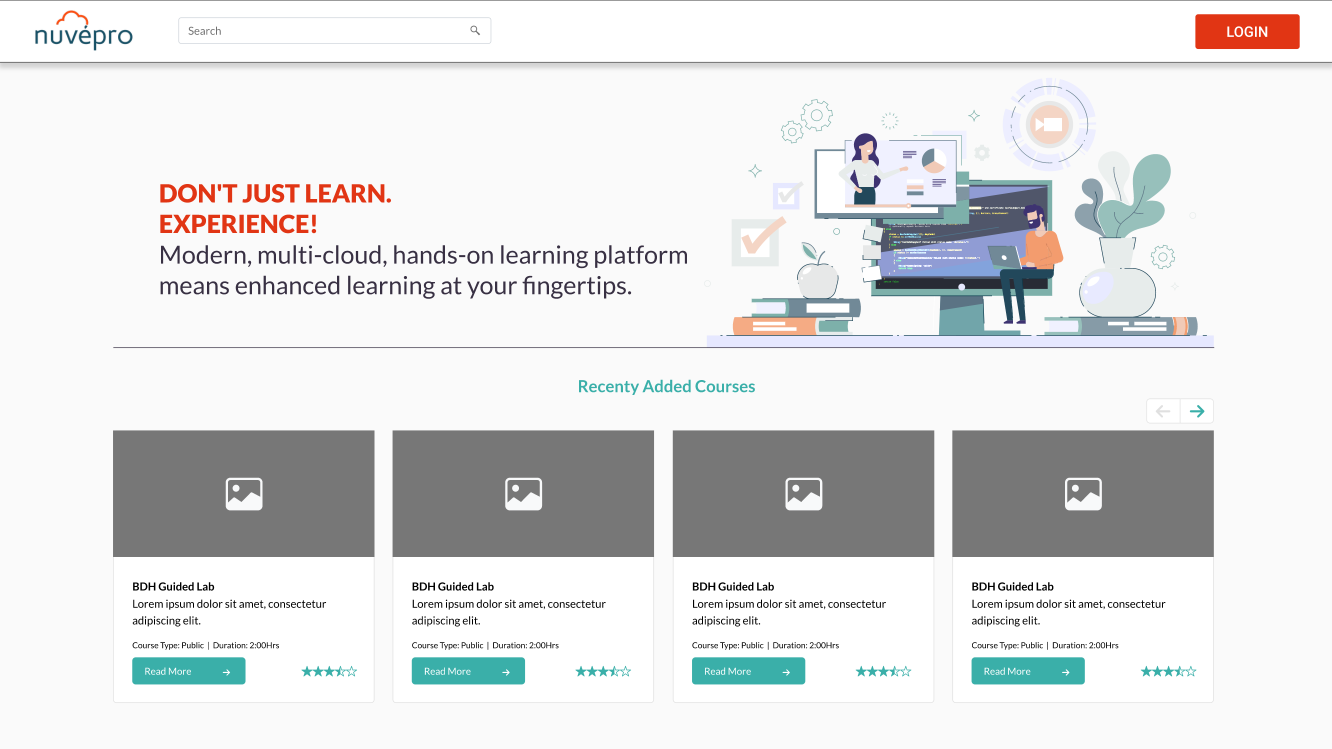 nuvépro
Search
LOGIN
DON'T JUST LEARN.
EXPERIENCE!
Modern, multi-cloud, hands-on learning platform
means enhanced learning at your fingertips.
Recenty Added Courses
BDH Guided Lab
Lorem ipsum dolor sit amet, consectetur
adipiscing elit.
Course Type: Public | Duration: 2:00Hrs
Read More
BDH Guided Lab
Lorem ipsum dolor sit amet, consectetur
adipiscing elit.
Course Type: Public | Duration: 2:00Hrs
Read More
BDH Guided Lab
Lorem ipsum dolor sit amet, consectetur
adipiscing elit.
Course Type: Public | Duration: 2:00Hrs
Read More
BDH Guided Lab
Lorem ipsum dolor sit amet, consectetur
adipiscing elit.
Course Type: Public | Duration: 2:00Hrs
Read More